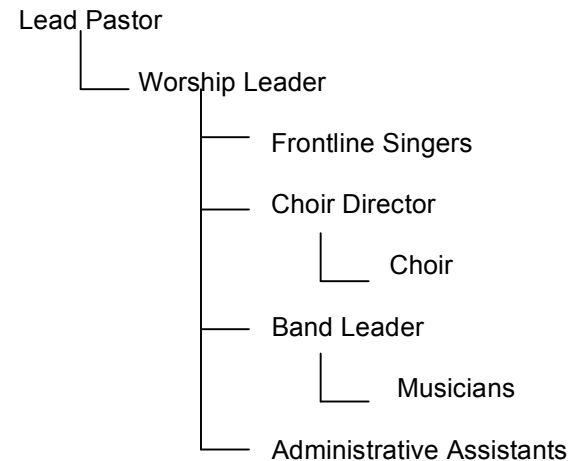 Lead Pastor
Worship Leader
Frontline Singers
Choir Director
Choir
Band Leader
Musicians
Administrative Assistants